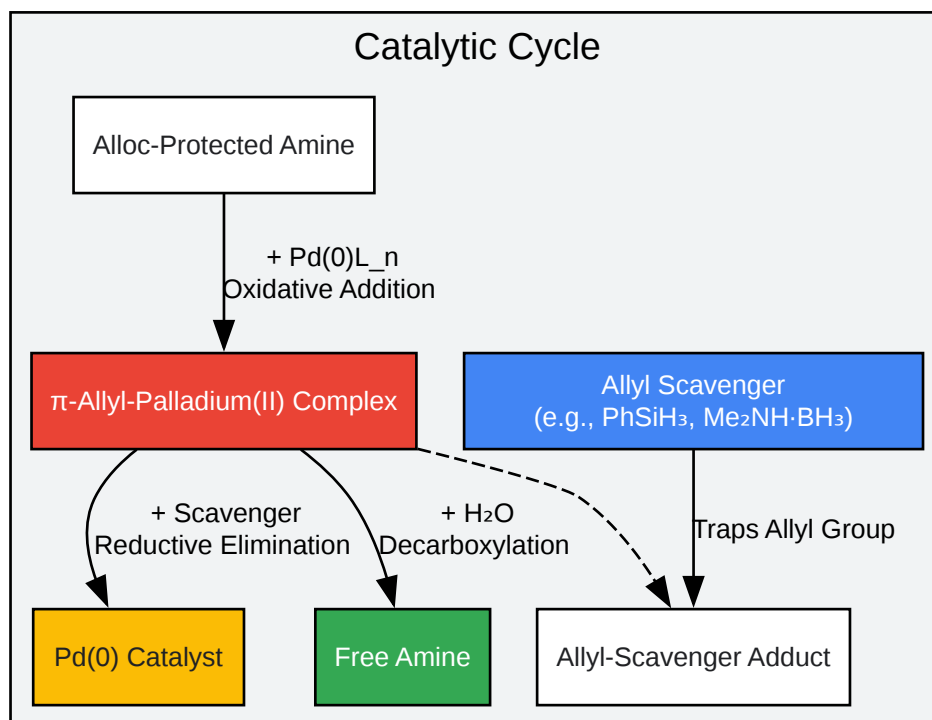 Catalytic Cycle
Alloc-Protected Amine
+ Pd(0)L_n
Oxidative Addition
π-Allyl-Palladium(II) Complex
Allyl Scavenger
(e.g., PhSiH₃, Me₂NH·BH₃)
+ Scavenger
Reductive Elimination
+ H₂O
Decarboxylation
Traps Allyl Group
Pd(0) Catalyst
Free Amine
Allyl-Scavenger Adduct